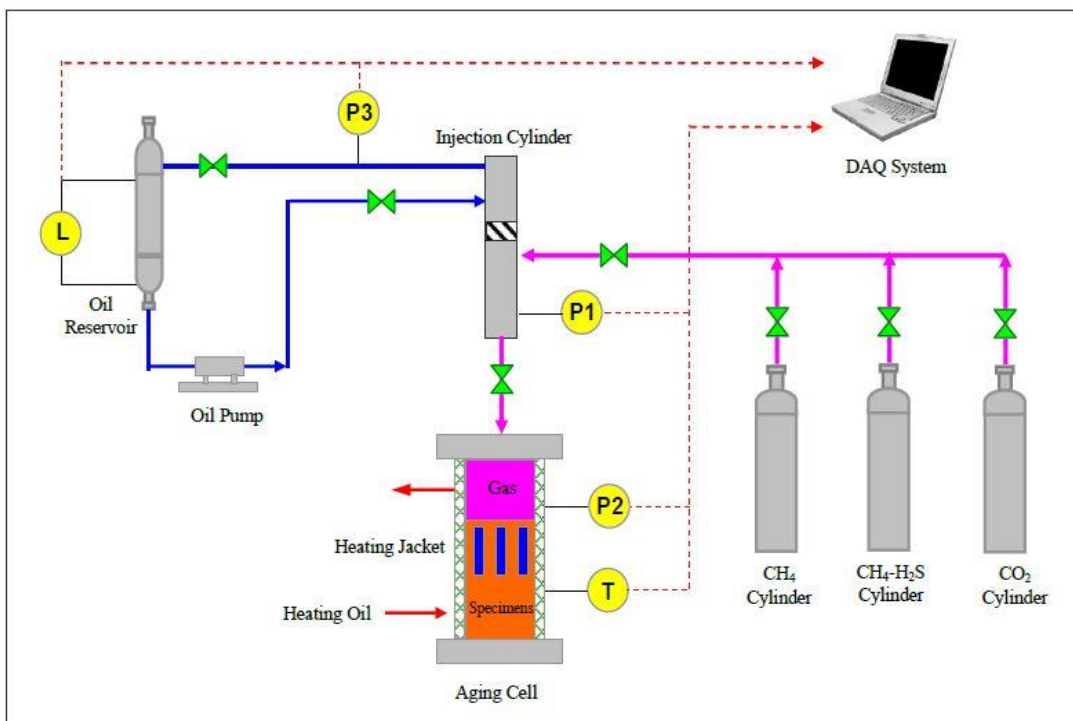 P3
Injection Cylinder
DAQ System
L
Oil
Reservoir
P1
Oil Pump
Gas
P2
Heating Jacket
CH₄
Cylinder
CH₄-H₂S
Cylinder
CO₂
Cylinder
T
Specimens
Heating Oil
Aging Cell